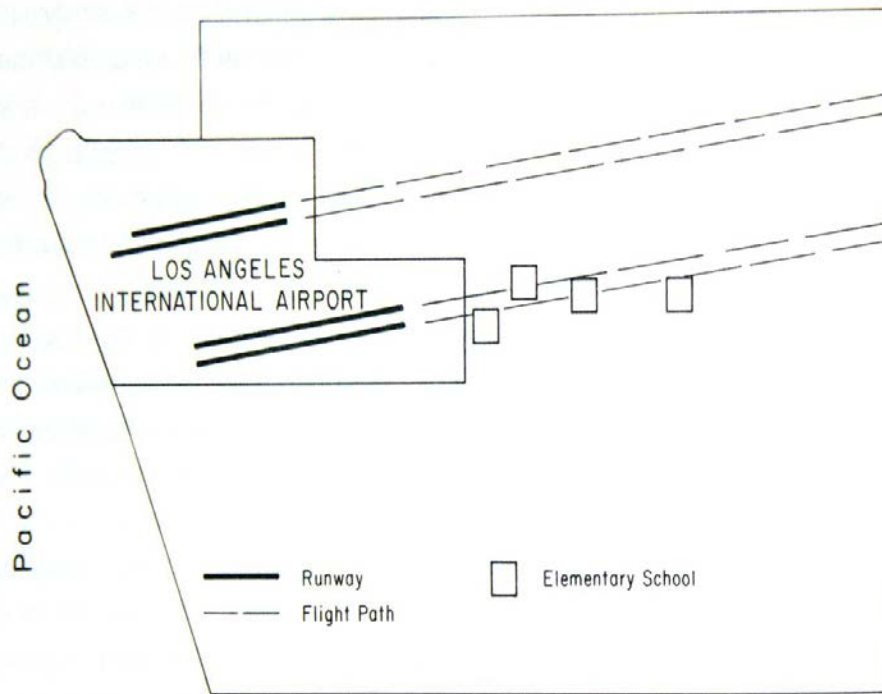 LOS ANGELES
INTERNATIONAL AIRPORT
Pacific Ocean
Runway
Flight Path
Elementary School